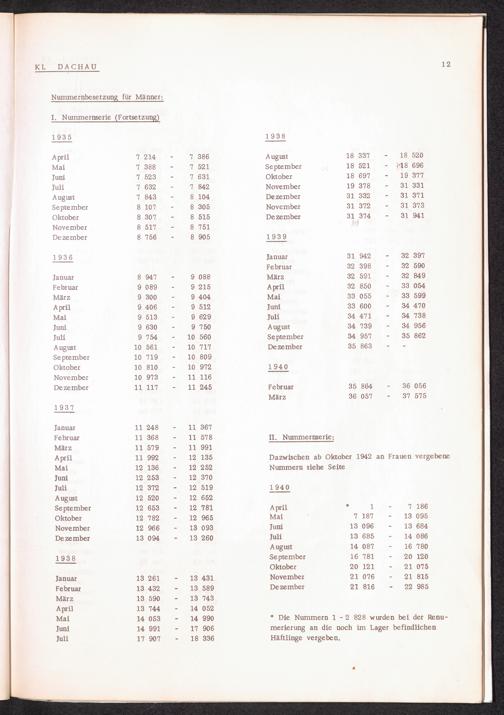 KL DACHAU
12
Nummernbesetzung für Männer:
I. Nummernserie (Fortsetzung)
1935
April 7 214 - 7 386
Mai 7 388 - 7 521
Juni 7 523 - 7 631
Juli 7 632 - 7 842
August 7 843 - 8 104
September 8 107 - 8 305
Oktober 8 307 - 8 515
November 8 517 - 8 751
Dezember 8 756 - 8 905
1936
Januar 8 947 - 9 088
Februar 9 089 - 9 215
März 9 300 - 9 404
April 9 406 - 9 512
Mai 9 513 - 9 629
Juni 9 630 - 9 750
Juli 9 754 - 10 560
August 10 561 - 10 717
September 10 719 - 10 809
Oktober 10 810 - 10 972
November 10 973 - 11 116
Dezember 11 117 - 11 245
1937
Januar 11 248 - 11 367
Februar 11 368 - 11 578
März 11 579 - 11 991
April 11 992 - 12 135
Mai 12 136 - 12 252
Juni 12 253 - 12 370
Juli 12 372 - 12 519
August 12 520 - 12 652
September 12 653 - 12 781
Oktober 12 782 - 12 965
November 12 966 - 13 093
Dezember 13 094 - 13 260
1938
Januar 13 261 - 13 431
Februar 13 432 - 13 589
März 13 590 - 13 743
April 13 744 - 14 052
Mai 14 053 - 14 990
Juni 14 991 - 17 906
Juli 17 907 - 18 336
1938
August 18 337 - 18 520
September 18 521 - 18 696
Oktober 18 697 - 19 377
November 19 378 - 31 331
Dezember 31 332 - 31 371
November 31 372 - 31 373
Dezember 31 374 - 31 941
1939
Januar 31 942 - 32 397
Februar 32 398 - 32 590
März 32 591 - 32 849
April 32 850 - 33 054
Mai 33 055 - 33 599
Juni 33 600 - 34 470
Juli 34 471 - 34 738
August 34 739 - 34 956
September 34 957 - 35 862
Dezember 35 863 - -
1940
Februar 35 864 - 36 056
März 36 057 - 37 575
II. Nummernserie:
Dazwischen ab Oktober 1942 an Frauen vergebene
Nummern siehe Seite
1940
April * 1 - 7 186
Mai 7 187 - 13 095
Juni 13 096 - 13 684
Juli 13 685 - 14 086
August 14 087 - 16 780
September 16 781 - 20 120
Oktober 20 121 - 21 075
November 21 076 - 21 815
Dezember 21 816 - 22 985
* Die Nummern 1 - 2 828 wurden bei der Renu-
merierung an die noch im Lager befindlichen
Häftlinge vergeben.